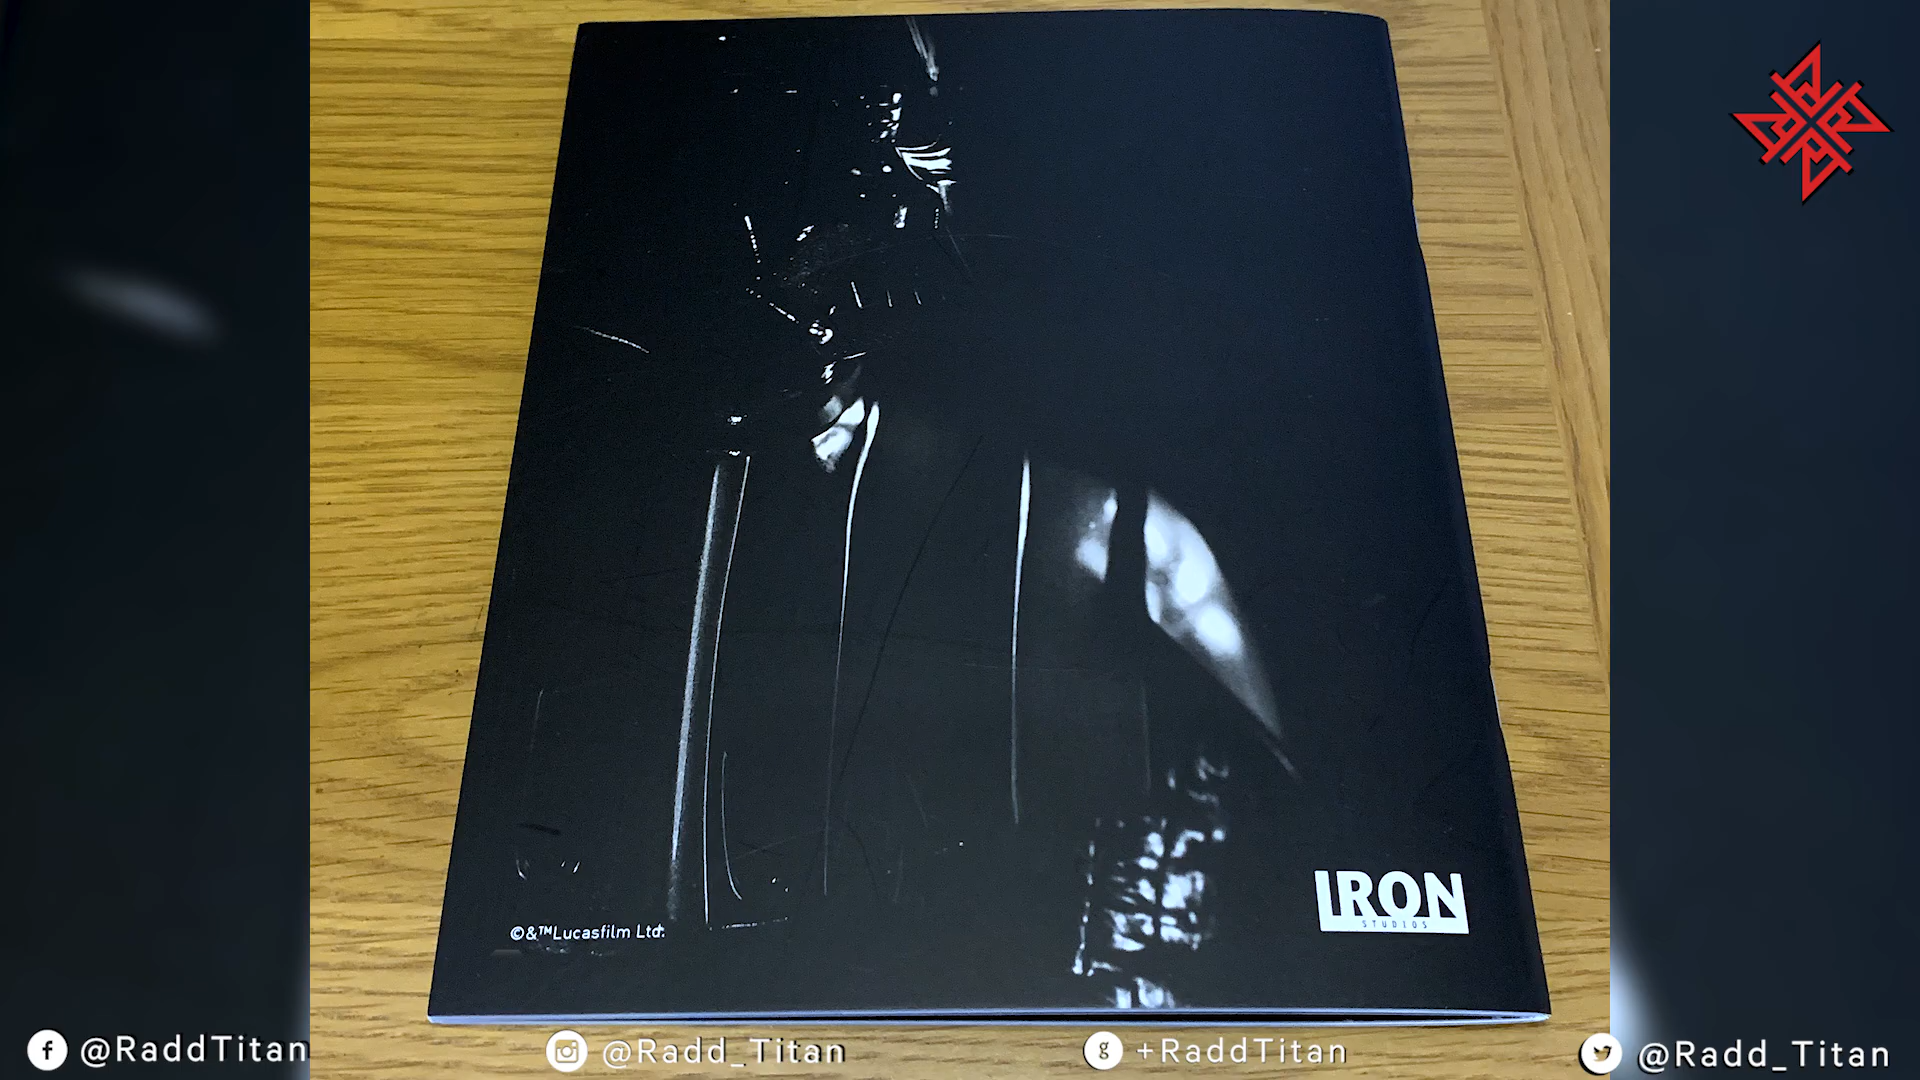 ©&™Lucasfilm Ltd.
IRON
STUDIOS
@RaddTitan
@Radd_Titan
+RaddTitan
@Radd_Titan